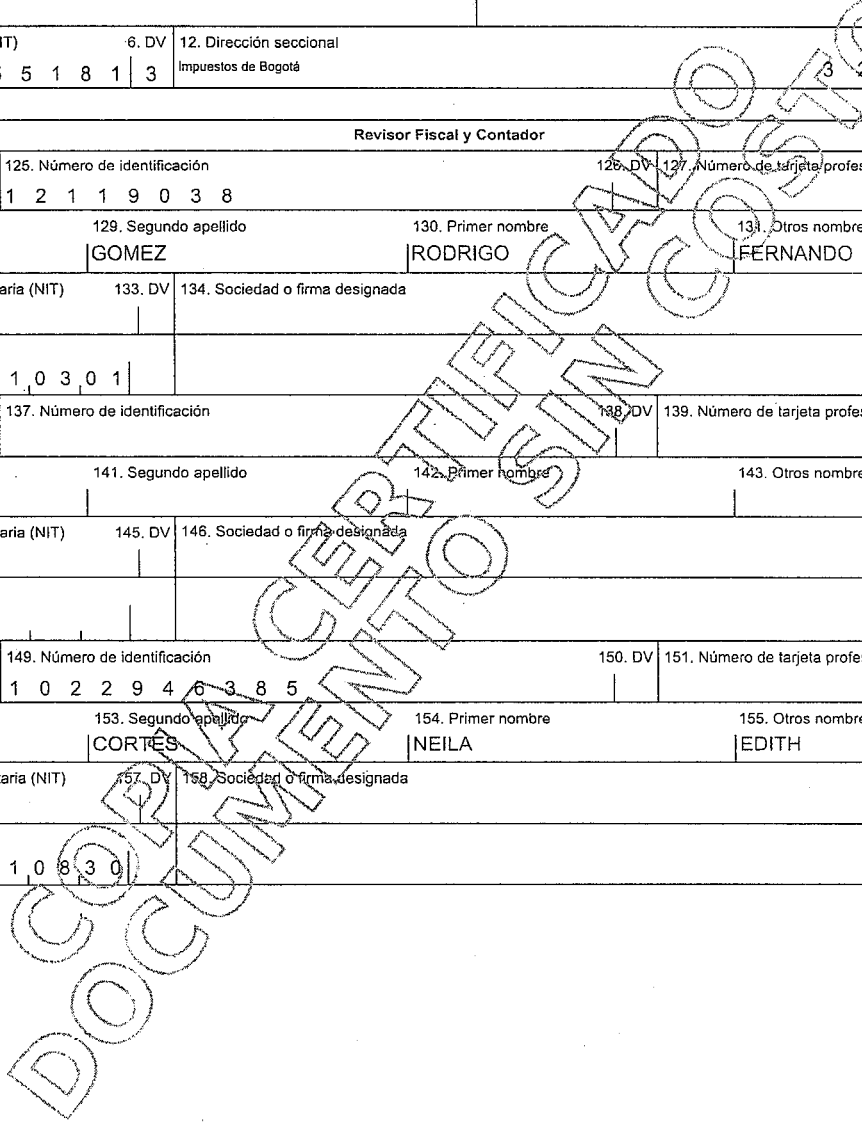 IT) 6. DV 12. Dirección seccional
5 1 8 1 3 Impuestos de Bogotá 3 2
Revisor Fiscal y Contador
125. Número de identificación 126. DV 127. Número de tarjeta profes
1 2 1 1 9 0 3 8
129. Segundo apellido 130. Primer nombre 131. Otros nombre
GOMEZ RODRIGO FERNANDO
aria (NIT) 133. DV 134. Sociedad o firma designada
1 0 3 0 1
137. Número de identificación 138. DV 139. Número de tarjeta profes
141. Segundo apellido 142. Primer nombre 143. Otros nombre
aria (NIT) 145. DV 146. Sociedad o firma designada
149. Número de identificación 150. DV 151. Número de tarjeta profes
1 0 2 2 9 4 6 3 8 5
153. Segundo apellido 154. Primer nombre 155. Otros nombre
CORTES NEILA EDITH
taria (NIT) 157. DV 158. Sociedad o firma designada
1 0 8 3 0
COPIA CERTIFICADO
DOCUMENTO SIN COSTO